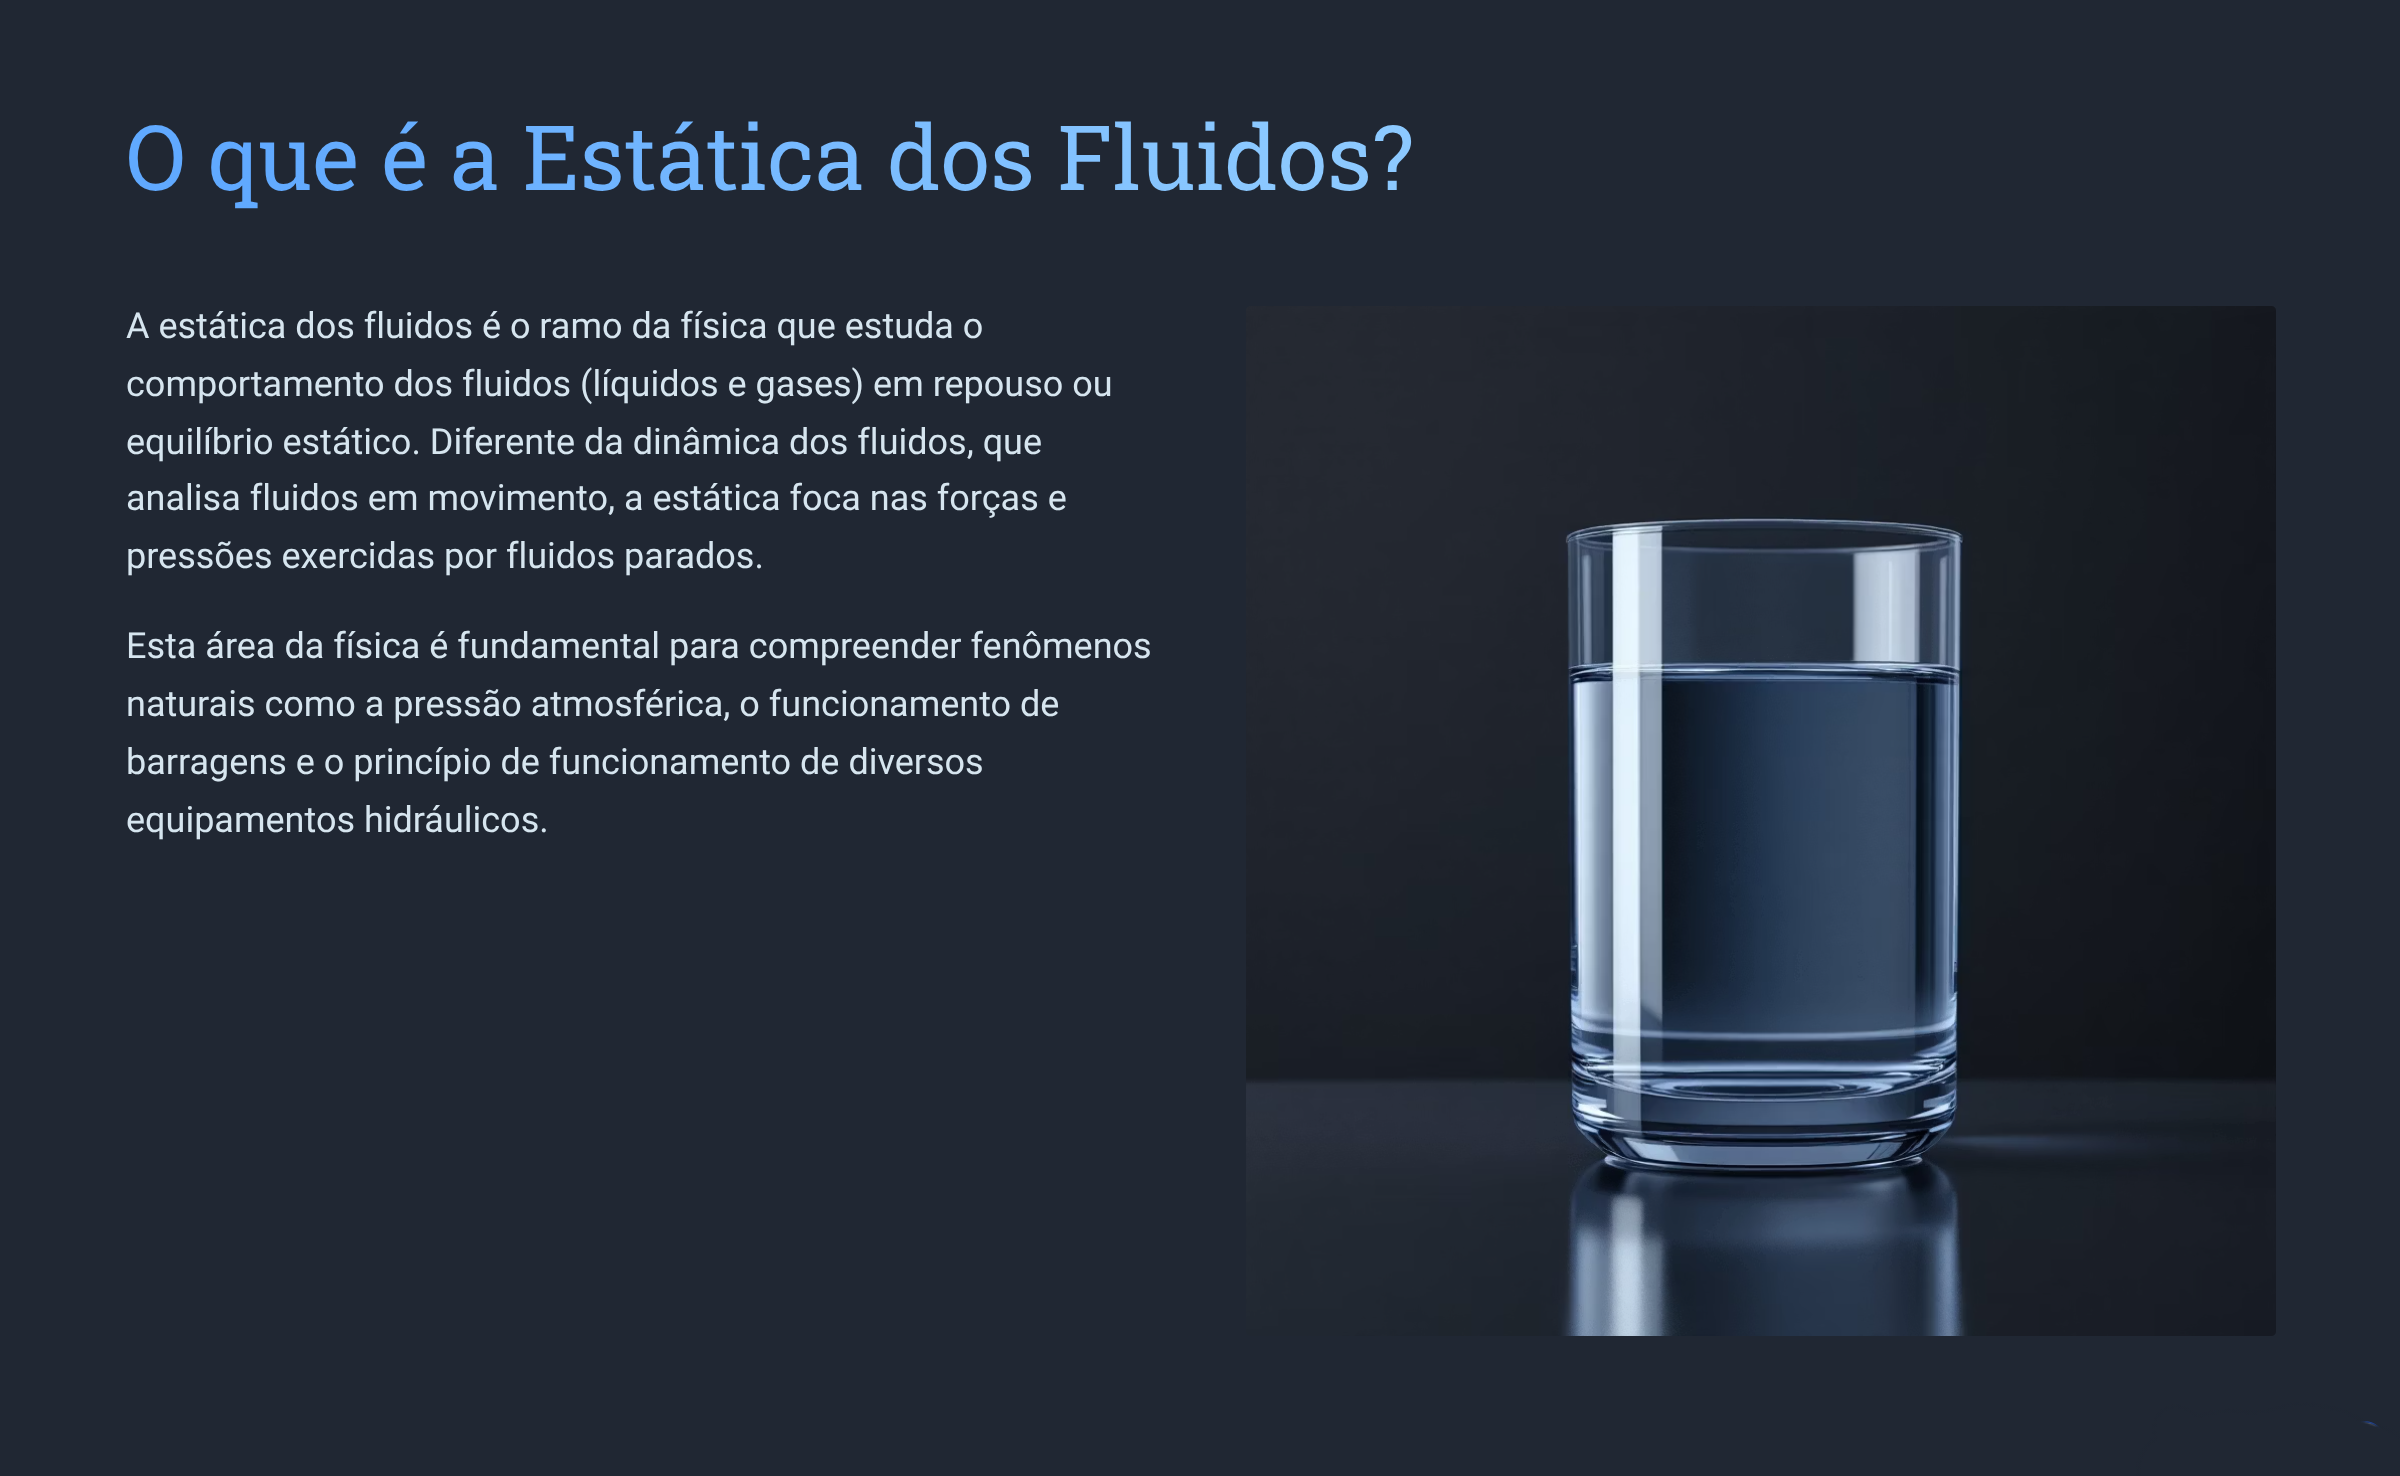 O que é a Estática dos Fluidos?
A estática dos fluidos é o ramo da física que estuda o
comportamento dos fluidos (líquidos e gases) em repouso ou
equilíbrio estático. Diferente da dinâmica dos fluidos, que
analisa fluidos em movimento, a estática foca nas forças e
pressões exercidas por fluidos parados.
Esta área da física é fundamental para compreender fenômenos
naturais como a pressão atmosférica, o funcionamento de
barragens e o princípio de funcionamento de diversos
equipamentos hidráulicos.